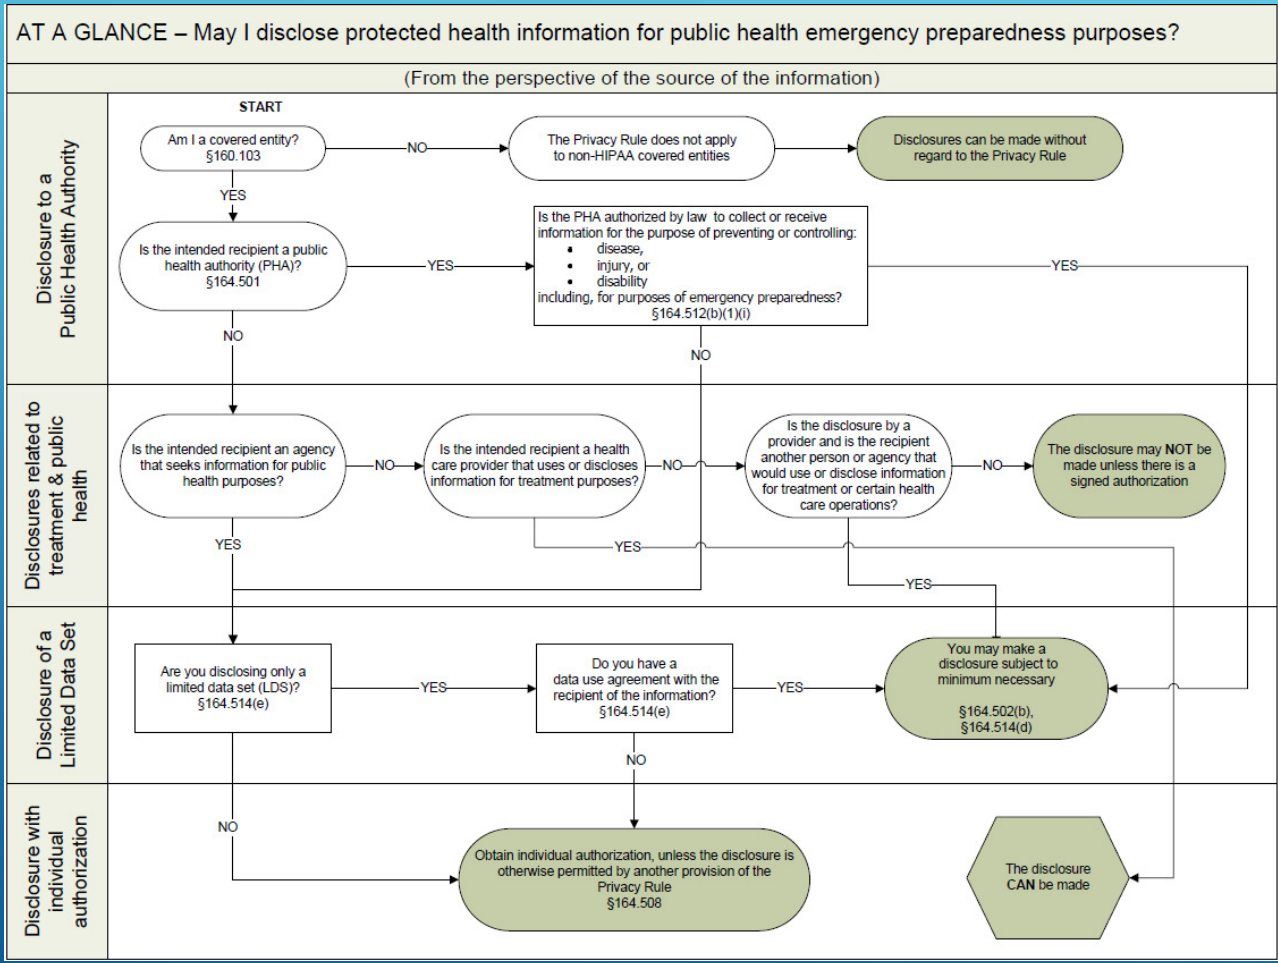 AT A GLANCE – May I disclose protected health information for public health emergency preparedness purposes?
(From the perspective of the source of the information)
Disclosure to a
Public Health Authority
START
Am I a covered entity?
§160.103
NO
The Privacy Rule does not apply
to non-HIPAA covered entities
Disclosures can be made without
regard to the Privacy Rule
YES
Is the intended recipient a public
health authority (PHA)?
§164.501
YES
Is the PHA authorized by law to collect or receive
information for the purpose of preventing or controlling:
• disease,
• injury, or
• disability
including, for purposes of emergency preparedness?
§164.512(b)(1)(i)
YES
NO
NO
Disclosures related to
treatment & public
health
Is the intended recipient an agency
that seeks information for public
health purposes?
NO
Is the intended recipient a health
care provider that uses or discloses
information for treatment purposes?
NO
Is the disclosure by a
provider and is the recipient
another person or agency that
would use or disclose information
for treatment or certain health
care operations?
NO
The disclosure may NOT be
made unless there is a
signed authorization
YES
YES
YES
Disclosure of a
Limited Data Set
Are you disclosing only a
limited data set (LDS)?
§164.514(e)
YES
Do you have a
data use agreement with the
recipient of the information?
§164.514(e)
YES
You may make a
disclosure subject to
minimum necessary
§164.502(b),
§164.514(d)
NO
Disclosure with
individual
authorization
NO
Obtain individual authorization, unless the disclosure is
otherwise permitted by another provision of the
Privacy Rule
§164.508
The disclosure
CAN be made